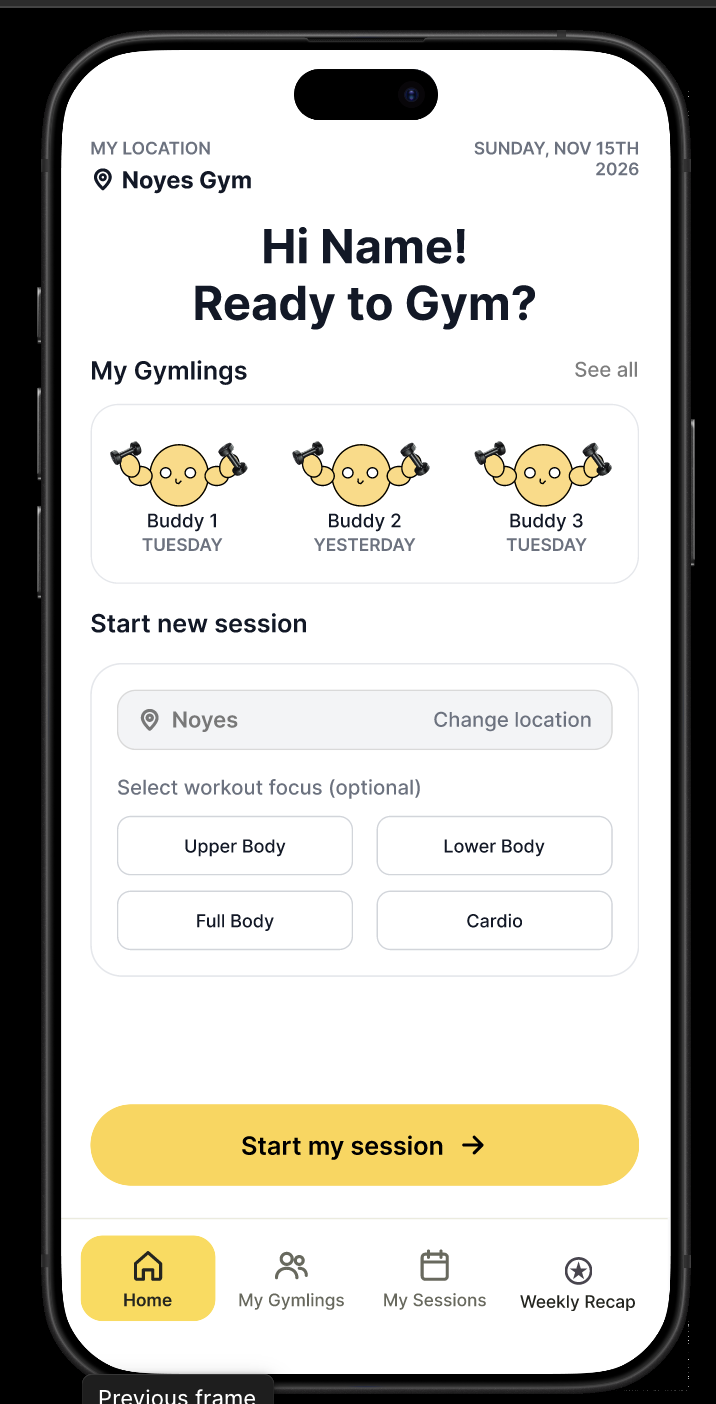 MY LOCATION
SUNDAY, NOV 15TH
2026
Noyes Gym
Hi Name!
Ready to Gym?
My Gymlings
See all
Buddy 1
Buddy 2
Buddy 3
TUESDAY
YESTERDAY
TUESDAY
Start new session
Noyes
Change location
Select workout focus (optional)
Upper Body
Lower Body
Full Body
Cardio
Start my session →
Home
My Gymlings
My Sessions
Weekly Recap
Previous frame